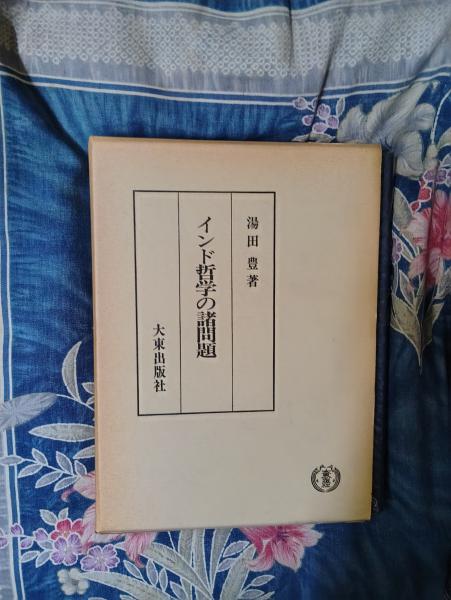 湯田 豊 著
インド哲学の諸問題
大東出版社